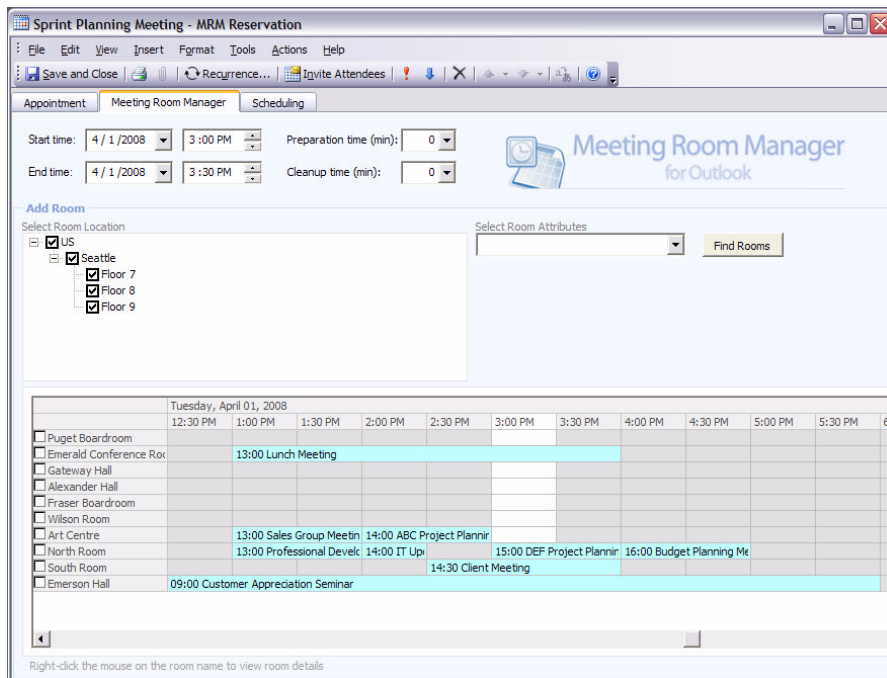 Sprint Planning Meeting - MRM Reservation
File Edit View Insert Format Tools Actions Help
Save and Close Recurrence... Invite Attendees
Appointment Meeting Room Manager Scheduling
Start time: 4 / 1 /2008 3 :00 PM Preparation time (min): 0
End time: 4 / 1 /2008 3 :30 PM Cleanup time (min): 0
Meeting Room Manager
for Outlook
Add Room
Select Room Location Select Room Attributes
US
Find Rooms
Seattle
Floor 7
Floor 8
Floor 9
Tuesday, April 01, 2008
12:30 PM 1:00 PM 1:30 PM 2:00 PM 2:30 PM 3:00 PM 3:30 PM 4:00 PM 4:30 PM 5:00 PM 5:30 PM 6
Puget Boardroom
Emerald Conference Roo 13:00 Lunch Meeting
Gateway Hall
Alexander Hall
Fraser Boardroom
Wilson Room
Art Centre 13:00 Sales Group Meetin 14:00 ABC Project Plannin
North Room 13:00 Professional Develo 14:00 IT Up 15:00 DEF Project Plannin 16:00 Budget Planning Me
South Room 14:30 Client Meeting
Emerson Hall 09:00 Customer Appreciation Seminar
Right-click the mouse on the room name to view room details